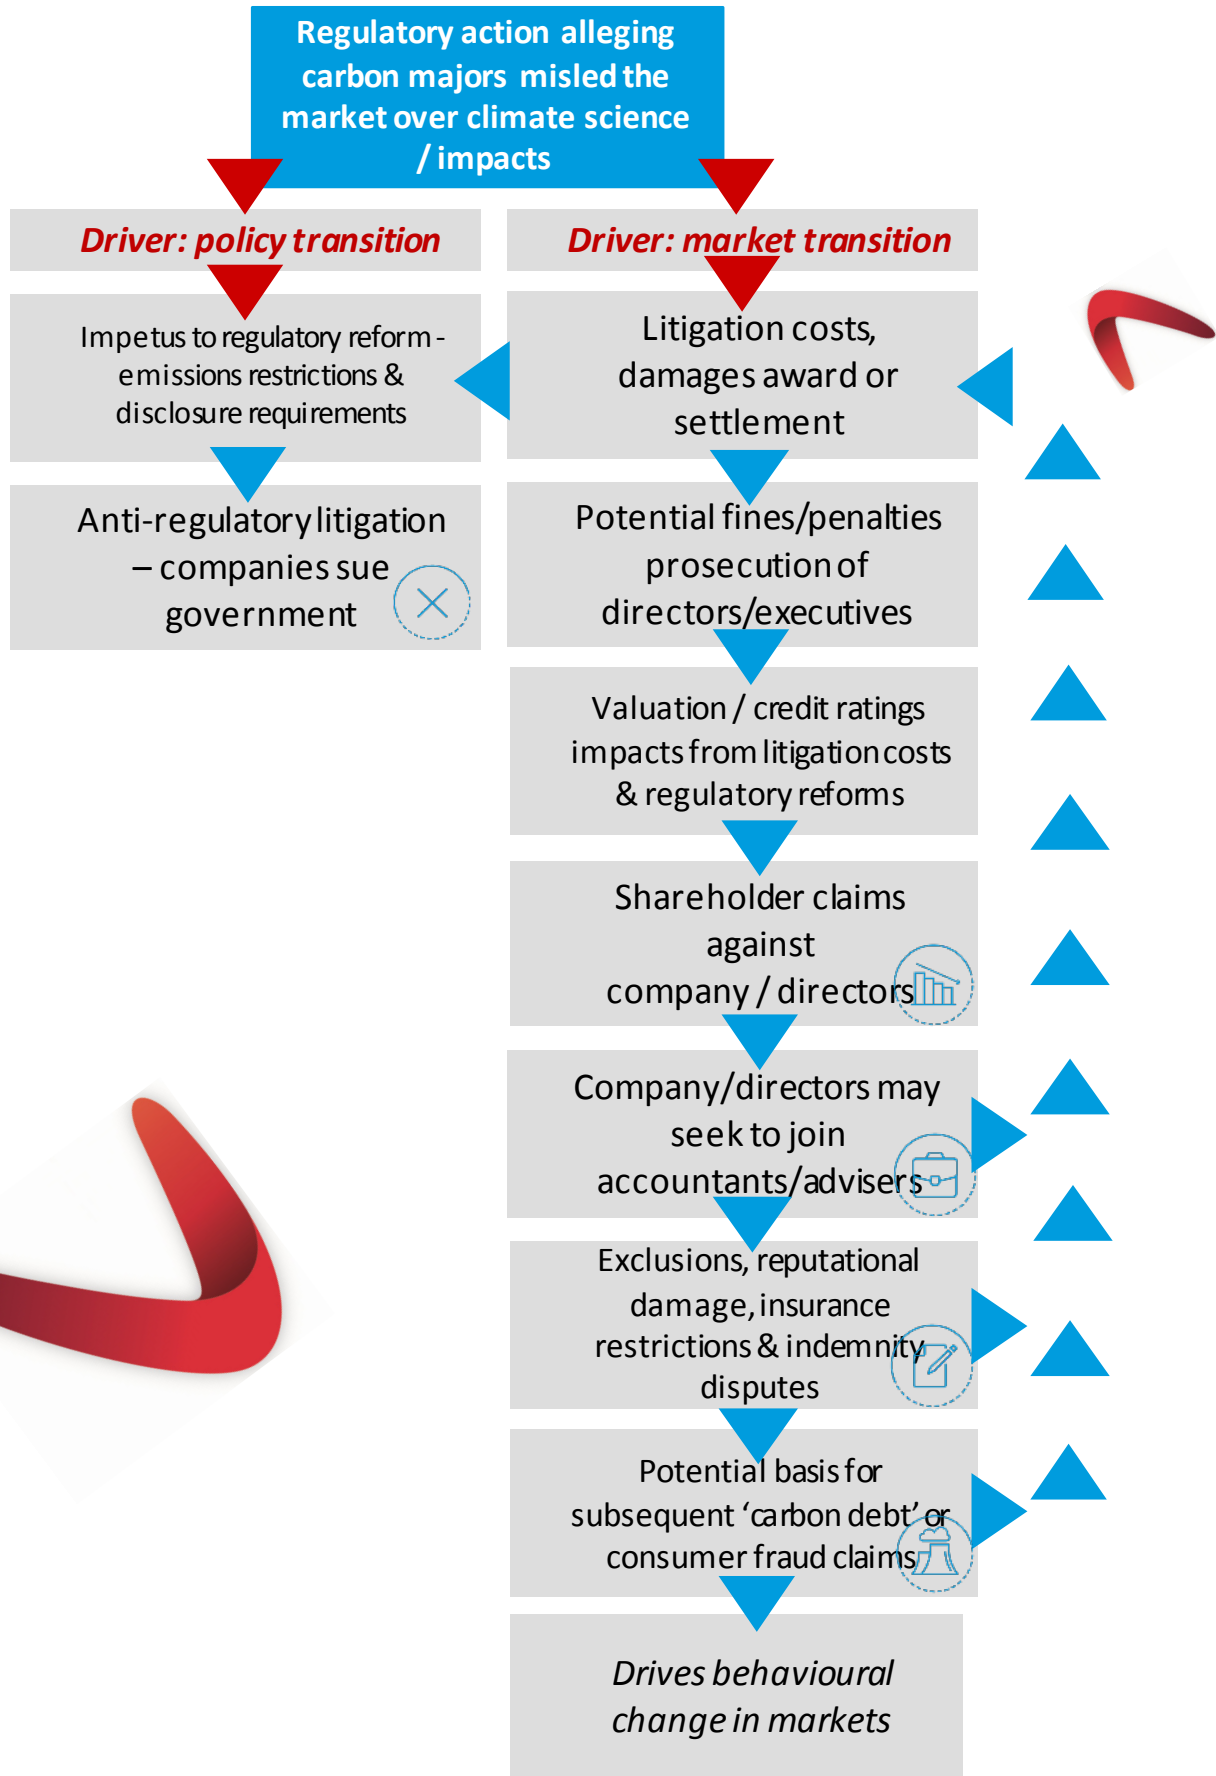 Regulatory action alleging
carbon majors misled the
market over climate science
/ impacts
Driver: policy transition
Impetus to regulatory reform -
emissions restrictions &
disclosure requirements
Anti-regulatory litigation
– companies sue
government
Driver: market transition
Litigation costs,
damages award or
settlement
Potential fines/penalties
prosecution of
directors/executives
Valuation / credit ratings
impacts from litigation costs
& regulatory reforms
Shareholder claims
against
company / directors
Company/directors may
seek to join
accountants/advisers
Exclusions, reputational
damage, insurance
restrictions & indemnity
disputes
Potential basis for
subsequent ‘carbon debt’ or
consumer fraud claims
Drives behavioural
change in markets